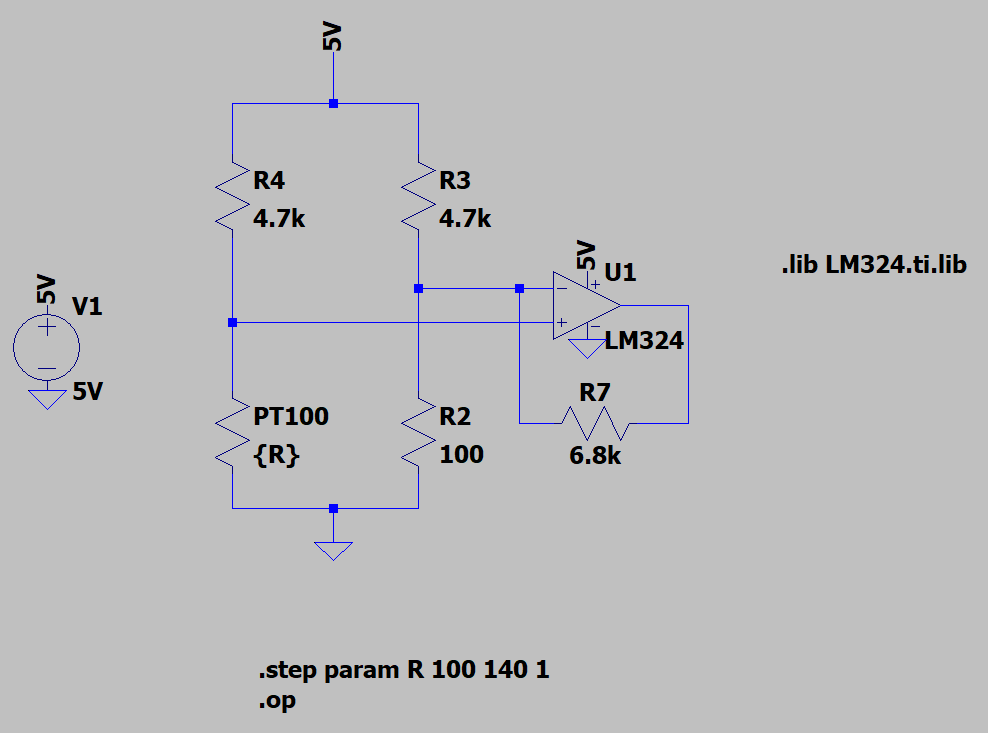 5V
R4
4.7k
R3
4.7k
5V
V1
5V
5V
U1
LM324
.lib LM324.ti.lib
R7
6.8k
PT100
{R}
R2
100
.step param R 100 140 1
.op